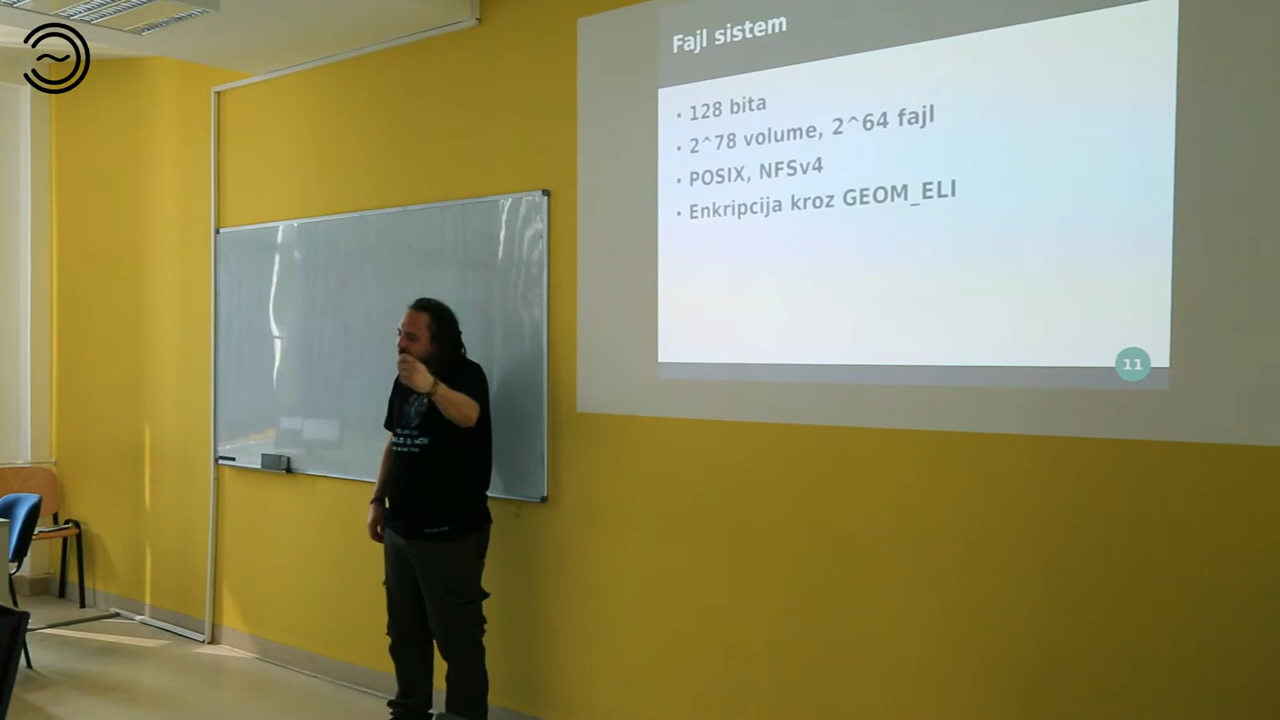 Fajl sistem
• 128 bita
• 2^78 volume, 2^64 fajl
• POSIX, NFSv4
• Enkripcija kroz GEOM_ELI
11